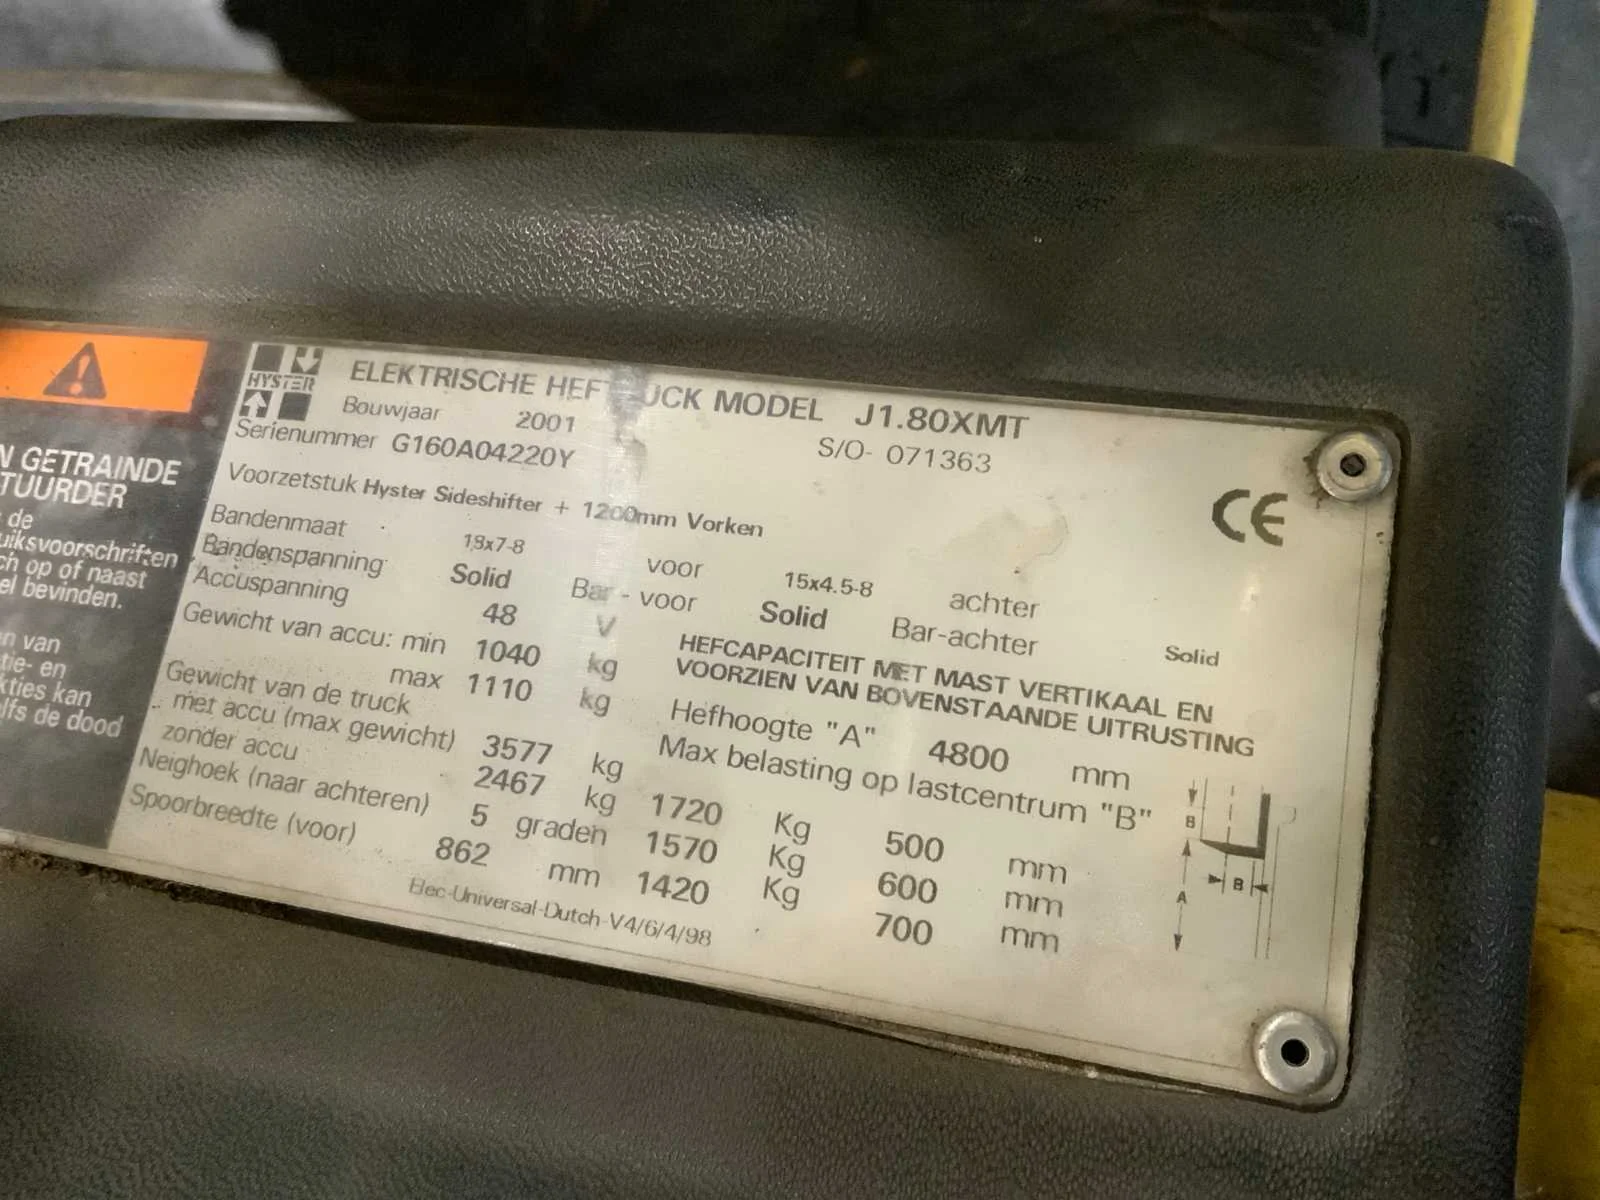 HYSTER
ELEKTRISCHE HEFTRUCK MODEL J1.80XMT
Bouwjaar 2001 S/O- 071363
Serienummer G160A04220Y
CE
Voorzetstuk Hyster Sideshifter + 1200mm Vorken
Bandenmaat 18x7-8 voor 15x4.5-8 achter
Bandenspanning Solid Bar - voor Solid Bar-achter Solid
Accuspanning 48 V
Gewicht van accu: min 1040 kg
max 1110 kg
Gewicht van de truck
met accu (max gewicht) 3577 kg
zonder accu 2467 kg
Neighoek (naar achteren) 5 graden
Spoorbreedte (voor) 862 mm
HEFCAPACITEIT MET MAST VERTIKAAL EN
VOORZIEN VAN BOVENSTAANDE UITRUSTING
Hefhoogte "A" 4800 mm
Max belasting op lastcentrum "B"
1720 Kg 500 mm
1570 Kg 600 mm
1420 Kg 700 mm
B
B
A
Elec-Universal-Dutch-V4/6/4/98
N GETRAINDE
TUURDER
de
uiksvoorschriften
ch op of naast
el bevinden.
n van
tie- en
kties kan
lfs de dood